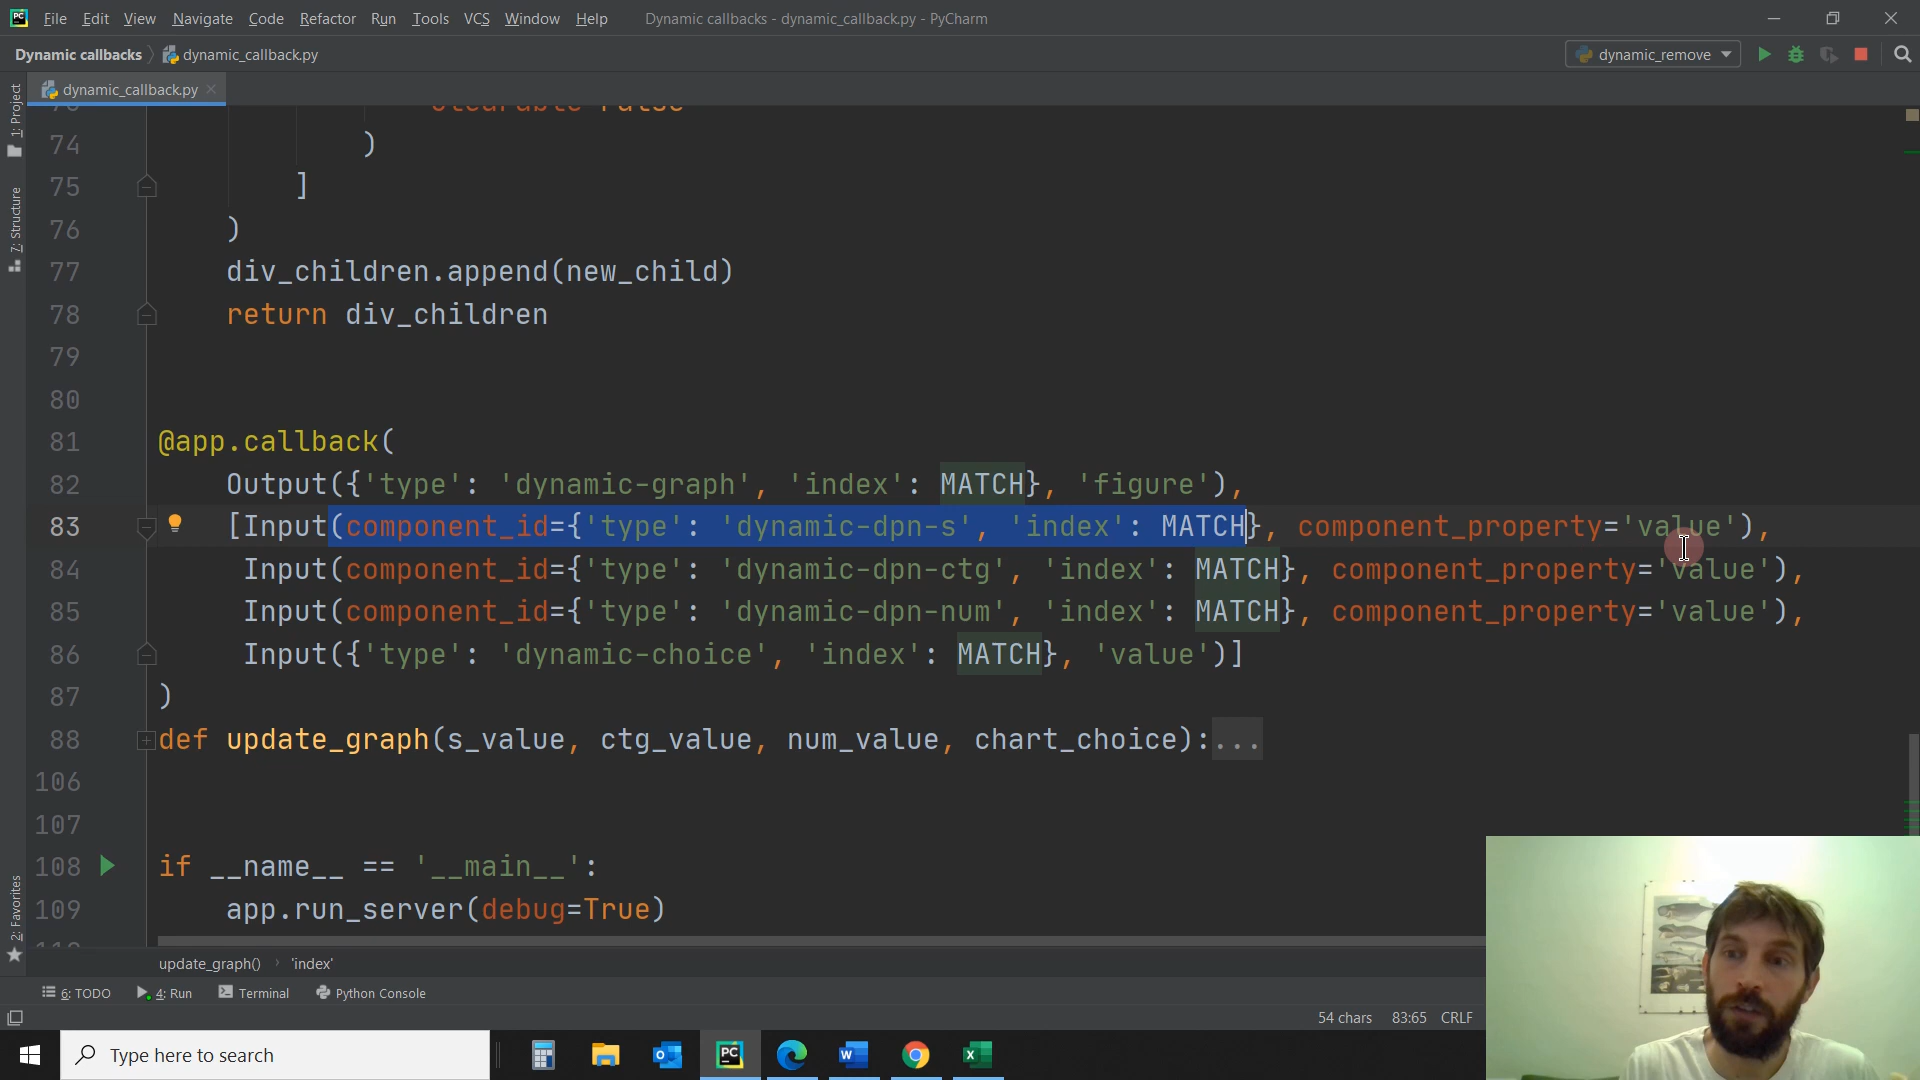 File Edit View Navigate Code Refactor Run Tools VCS Window Help Dynamic callbacks - dynamic_callback.py - PyCharm
Dynamic callbacks dynamic_callback.py dynamic_remove
dynamic_callback.py
1: Project
7: Structure
2: Favorites
74 )
75 ]
76 )
77 div_children.append(new_child)
78 return div_children
79
80
81 @app.callback(
82 Output({'type': 'dynamic-graph', 'index': MATCH}, 'figure'),
83 [Input(component_id={'type': 'dynamic-dpn-s', 'index': MATCH}, component_property='value'),
84 Input(component_id={'type': 'dynamic-dpn-ctg', 'index': MATCH}, component_property='value'),
85 Input(component_id={'type': 'dynamic-dpn-num', 'index': MATCH}, component_property='value'),
86 Input({'type': 'dynamic-choice', 'index': MATCH}, 'value')]
87 )
88 def update_graph(s_value, ctg_value, num_value, chart_choice):...
106
107
108 if __name__ == '__main__':
109 app.run_server(debug=True)
update_graph() 'index'
6: TODO 4: Run Terminal Python Console
54 chars 83:65 CRLF
Type here to search